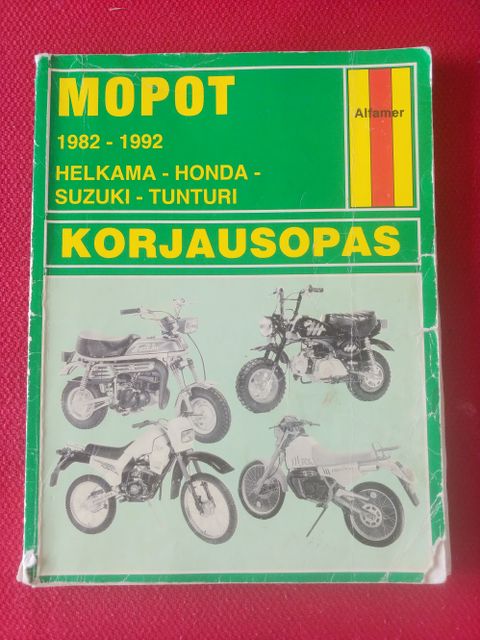 MOPOT
1982 - 1992
HELKAMA - HONDA -
SUZUKI - TUNTURI
Alfamer
KORJAUSOPAS